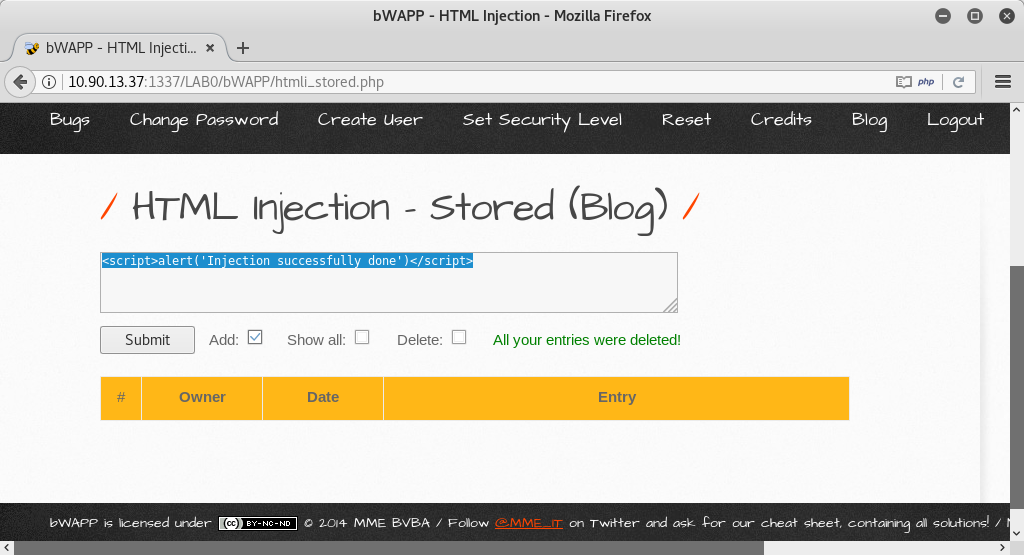 bWAPP - HTML Injection - Mozilla Firefox
bWAPP - HTML Injecti...
10.90.13.37:1337/LAB0/bWAPP/htmli_stored.php
php
Bugs Change Password Create User Set Security Level Reset Credits Blog Logout
/ HTML Injection - Stored (Blog) /
<script>alert('Injection successfully done')</script>
Submit Add: Show all: Delete: All your entries were deleted!
# Owner Date Entry
bWAPP is licensed under (cc) BY-NC-ND © 2014 MME BVBA / Follow @MME_IT on Twitter and ask for our cheat sheet, containing all solutions! /